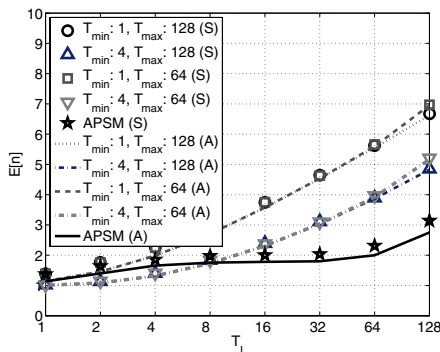 10
9
8
7
6
5
4
3
2
1
0
E[n]
T_min: 1, T_max: 128 (S)
T_min: 4, T_max: 128 (S)
T_min: 1, T_max: 64 (S)
T_min: 4, T_max: 64 (S)
APSM (S)
T_min: 1, T_max: 128 (A)
T_min: 4, T_max: 128 (A)
T_min: 1, T_max: 64 (A)
T_min: 4, T_max: 64 (A)
APSM (A)
1 2 4 8 16 32 64 128